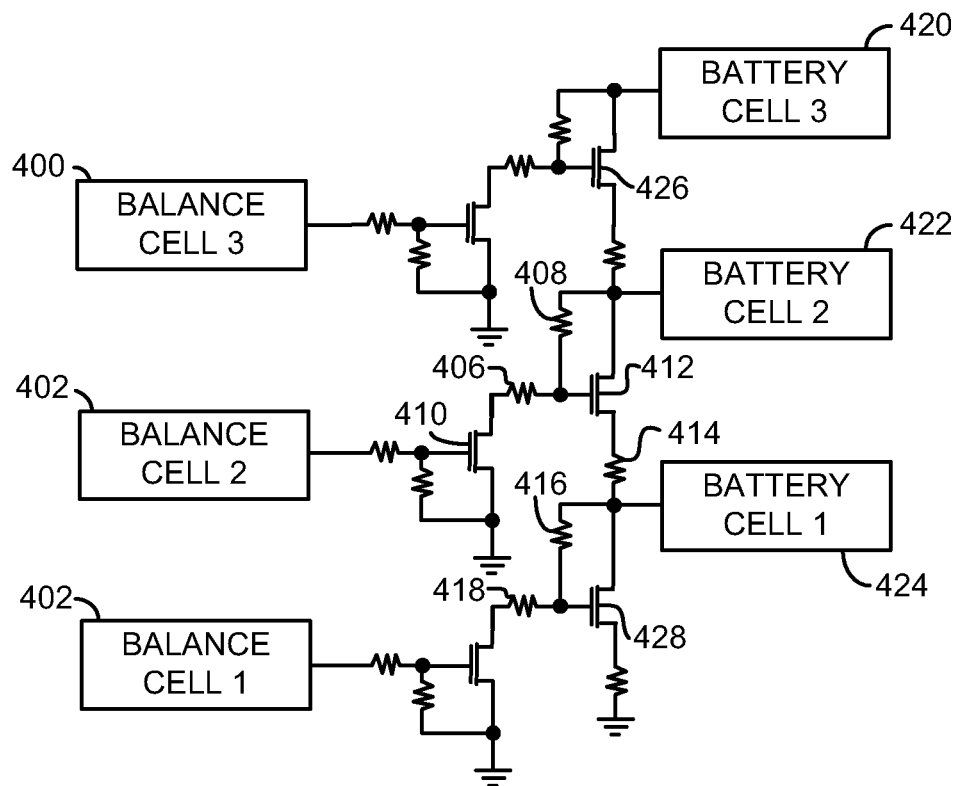 420
BATTERY
CELL 3
400
BALANCE
CELL 3
426
422
BATTERY
CELL 2
408
406
412
402
BALANCE
CELL 2
410
414
416
BATTERY
CELL 1
424
418
428
402
BALANCE
CELL 1